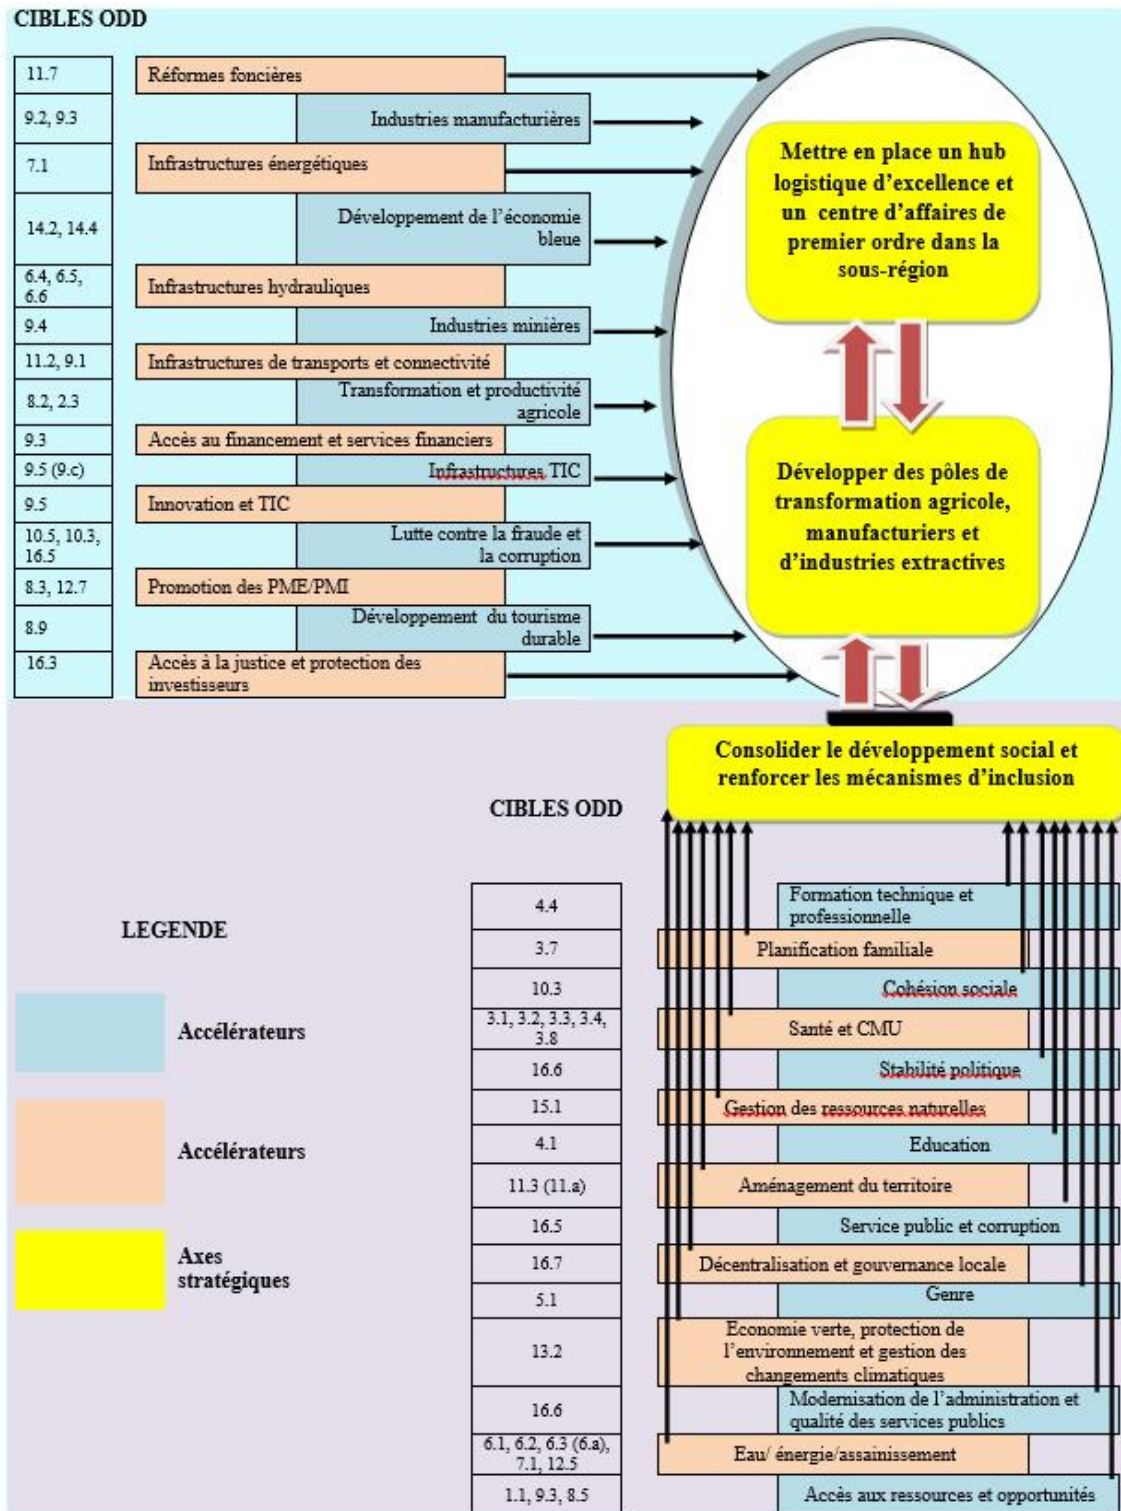 CIBLES ODD
11.7
Réformes foncières
9.2, 9.3
Industries manufacturières
7.1
Infrastructures énergétiques
14.2, 14.4
Développement de l'économie
bleue
6.4, 6.5,
6.6
Infrastructures hydrauliques
9.4
Industries minières
11.2, 9.1
Infrastructures de transports et connectivité
8.2, 2.3
Transformation et productivité
agricole
9.3
Accès au financement et services financiers
9.5 (9.c)
Infrastructures TIC
9.5
Innovation et TIC
10.5, 10.3,
16.5
Lutte contre la fraude et
la corruption
8.3, 12.7
Promotion des PME/PMI
8.9
Développement du tourisme
durable
16.3
Accès à la justice et protection des
investisseurs
Mettre en place un hub
logistique d'excellence et
un centre d'affaires de
premier ordre dans la
sous-région
Développer des pôles de
transformation agricole,
manufacturiers et
d'industries extractives
Consolider le développement social et
renforcer les mécanismes d'inclusion
CIBLES ODD
4.4
Formation technique et
professionnelle
3.7
Planification familiale
10.3
Cohésion sociale
3.1, 3.2, 3.3, 3.4,
3.8
Santé et CMU
16.6
Stabilité politique
15.1
Gestion des ressources naturelles
4.1
Education
11.3 (11.a)
Aménagement du territoire
16.5
Service public et corruption
16.7
Décentralisation et gouvernance locale
5.1
Genre
13.2
Economie verte, protection de
l'environnement et gestion des
changements climatiques
16.6
Modernisation de l'administration et
qualité des services publics
6.1, 6.2, 6.3 (6.a),
7.1, 12.5
Eau/ énergie/assainissement
1.1, 9.3, 8.5
Accès aux ressources et opportunités
LEGENDE
Accélérateurs
Accélérateurs
Axes
stratégiques